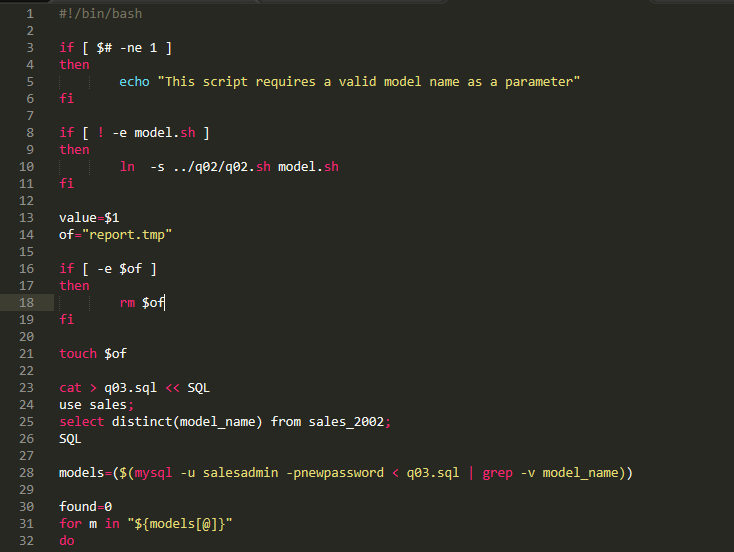 1 #!/bin/bash
2
3 if [ $# -ne 1 ]
4 then
5 echo "This script requires a valid model name as a parameter"
6 fi
7
8 if [ ! -e model.sh ]
9 then
10 ln  -s ../q02/q02.sh model.sh
11 fi
12
13 value=$1
14 of="report.tmp"
15
16 if [ -e $of ]
17 then
18 rm $of
19 fi
20
21 touch $of
22
23 cat > q03.sql << SQL
24 use sales;
25 select distinct(model_name) from sales_2002;
26 SQL
27
28 models=($(mysql -u salesadmin -pnewpassword < q03.sql | grep -v model_name))
29
30 found=0
31 for m in "${models[@]}"
32 do